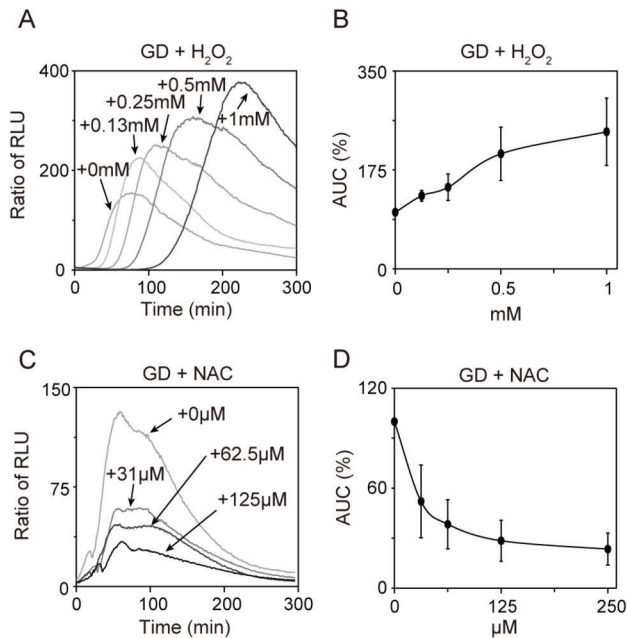 A
GD + H₂O₂
400
200
0
Ratio of RLU
+0mM
+0.13mM
+0.25mM
+0.5mM
+1mM
0
100
200
300
Time (min)
B
GD + H₂O₂
350
175
0
AUC (%)
0
0.5
1
mM
C
GD + NAC
150
75
0
Ratio of RLU
+0µM
+62.5µM
+31µM
+125µM
0
100
200
300
Time (min)
D
GD + NAC
120
60
0
AUC (%)
0
125
250
µM